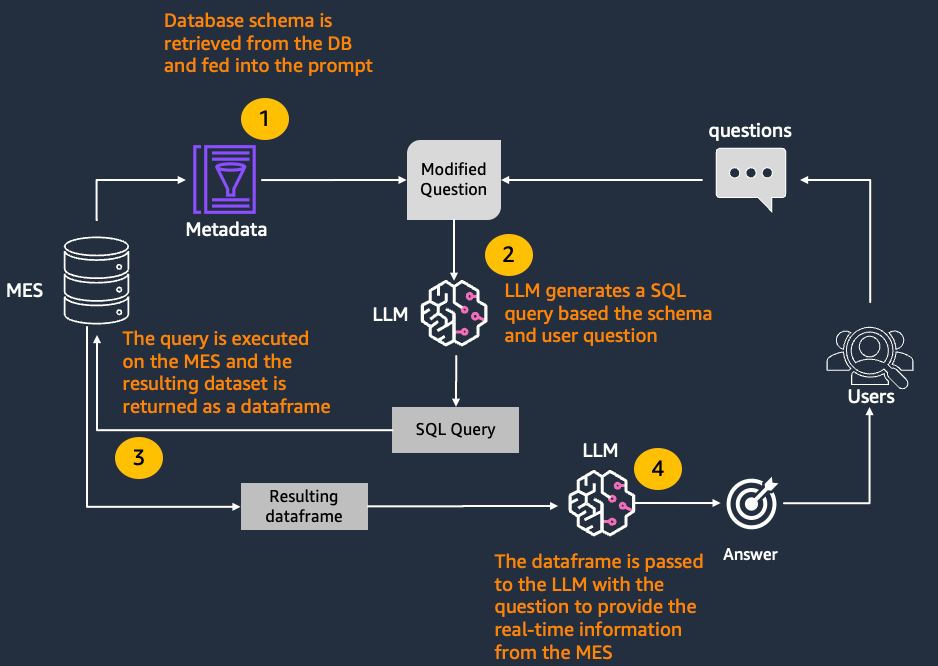 Database schema is
retrieved from the DB
and fed into the prompt
1
questions
Modified
Question
Metadata
2
MES
LLM
LLM generates a SQL
query based the schema
and user question
The query is executed
on the MES and the
resulting dataset is
returned as a dataframe
Users
SQL Query
3
LLM
4
Resulting
dataframe
Answer
The dataframe is passed
to the LLM with the
question to provide the
real-time information
from the MES